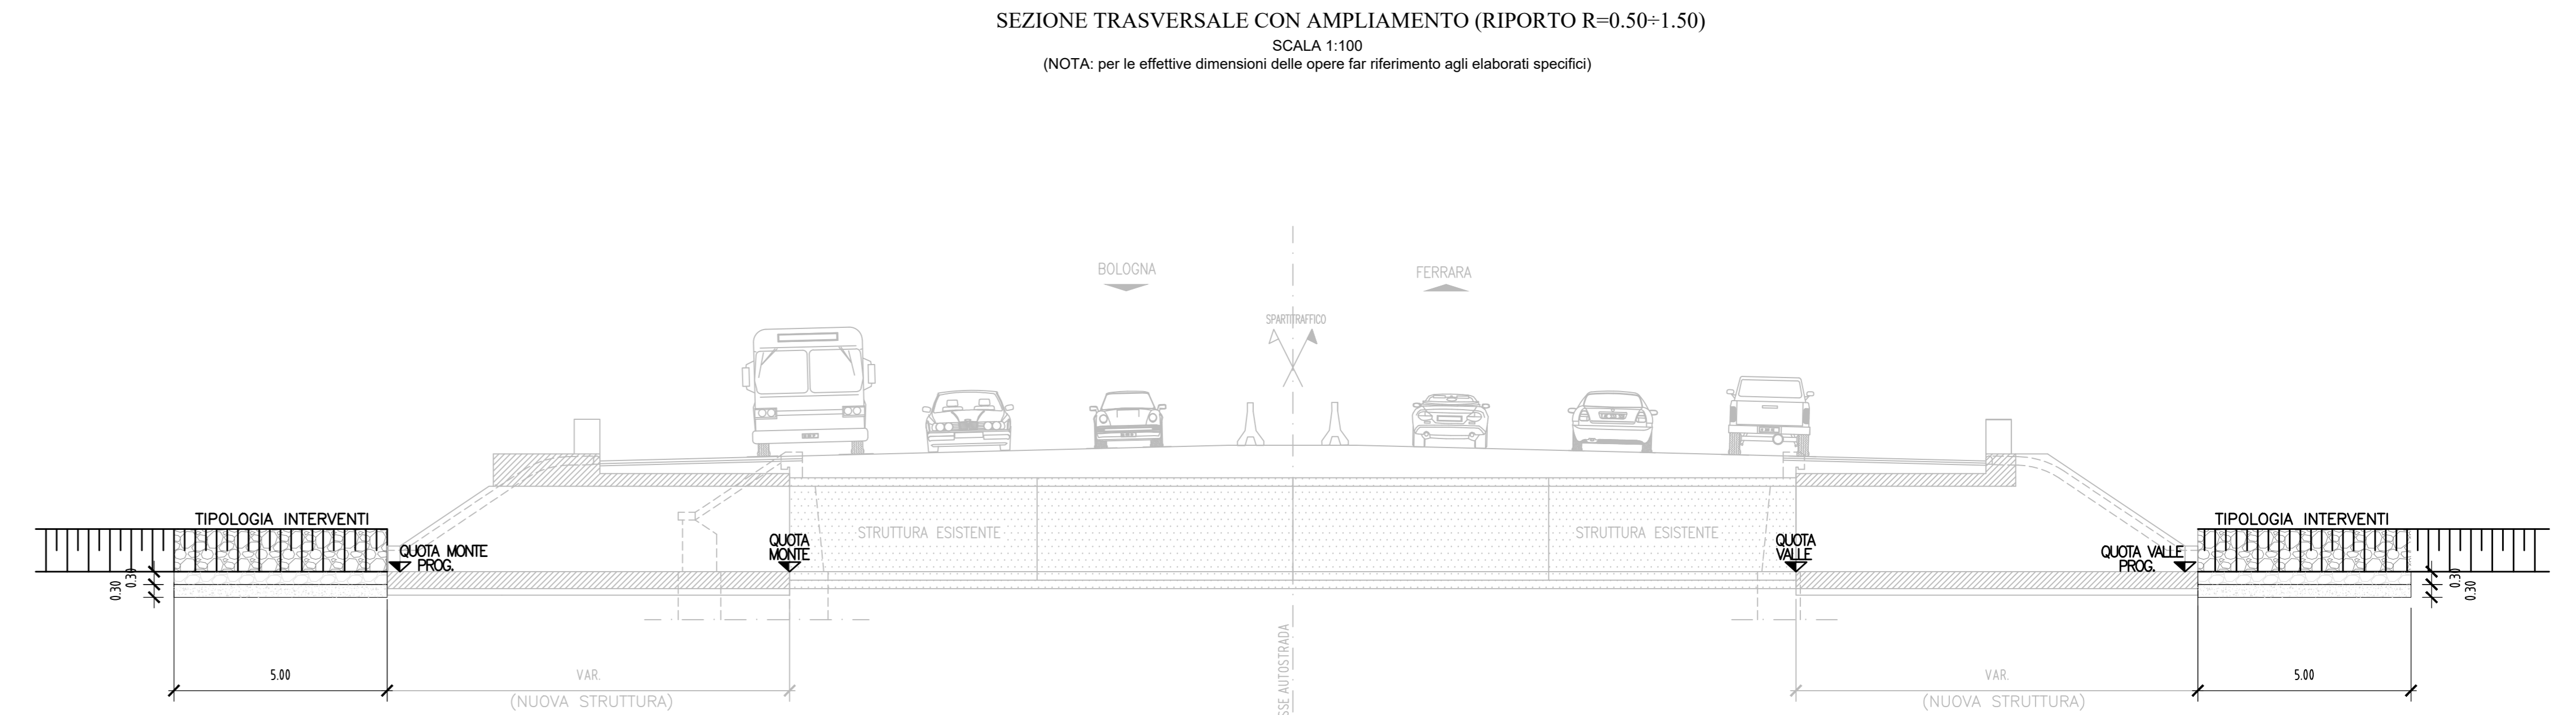 SEZIONE TRASVERSALE CON AMPLIAMENTO (RIPORTO R=0.50÷1.50)
SCALA 1:100
(NOTA: per le effettive dimensioni delle opere far riferimento agli elaborati specifici)
BOLOGNA
FERRARA
SPARTITRAFFICO
TIPOLOGIA INTERVENTI
STRUTTURA ESISTENTE
STRUTTURA ESISTENTE
TIPOLOGIA INTERVENTI
QUOTA MONTE
PROG.
QUOTA
MONTE
QUOTA
VALLE
QUOTA VALLE
PROG.
0.30
0.30
0.30
0.30
5.00
VAR.
(NUOVA STRUTTURA)
AUTOSTRADA
VAR.
(NUOVA STRUTTURA)
5.00